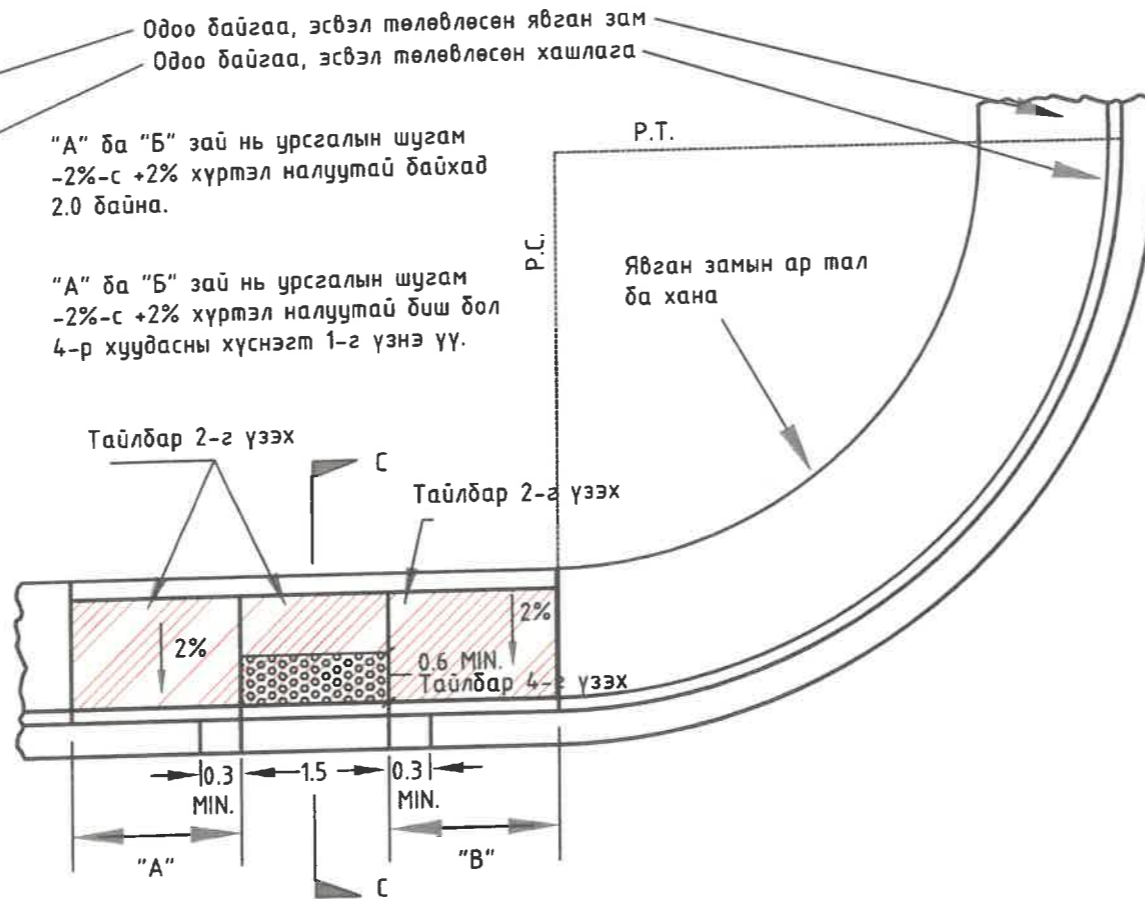 Одоо байгаа, эсвэл төлөвлөсөн явган зам
Одоо байгаа, эсвэл төлөвлөсөн хашлага
"А" ба "Б" зай нь урсгалын шугам
-2%-с +2% хүртэл налуутай байхад
2.0 байна.
P.T.
P.C.
"А" ба "Б" зай нь урсгалын шугам
-2%-с +2% хүртэл налуутай биш бол
4-р хуудасны хүснэгт 1-г үзнэ үү.
Явган замын ар тал
ба хана
Тайлбар 2-г үзэх
C
Тайлбар 2-г үзэх
2%
2%
0.6 MIN.
Тайлбар 4-г үзэх
0.3
MIN.
1.5
0.3
MIN.
"A"
"B"
C